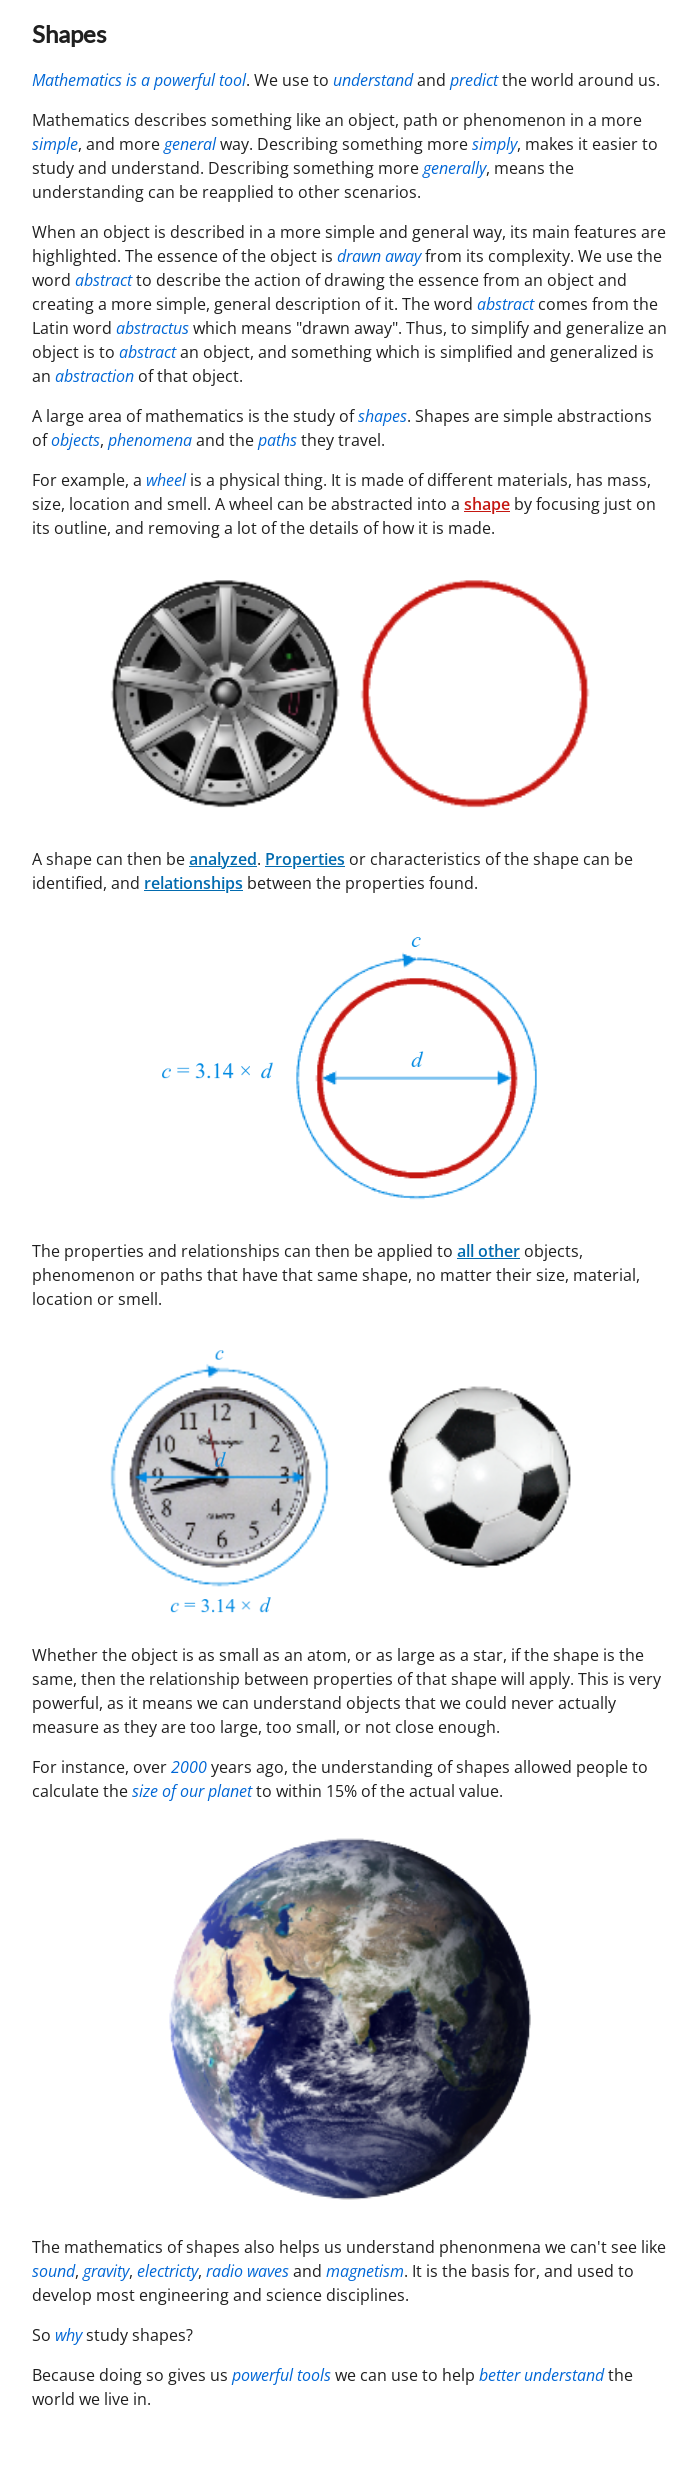 Shapes
Mathematics is a powerful tool. We use to understand and predict the world around us.
Mathematics describes something like an object, path or phenomenon in a more
simple, and more general way. Describing something more simply, makes it easier to
study and understand. Describing something more generally, means the
understanding can be reapplied to other scenarios.
When an object is described in a more simple and general way, its main features are
highlighted. The essence of the object is drawn away from its complexity. We use the
word abstract to describe the action of drawing the essence from an object and
creating a more simple, general description of it. The word abstract comes from the
Latin word abstractus which means "drawn away". Thus, to simplify and generalize an
object is to abstract an object, and something which is simplified and generalized is
an abstraction of that object.
A large area of mathematics is the study of shapes. Shapes are simple abstractions
of objects, phenomena and the paths they travel.
For example, a wheel is a physical thing. It is made of different materials, has mass,
size, location and smell. A wheel can be abstracted into a shape by focusing just on
its outline, and removing a lot of the details of how it is made.
A shape can then be analyzed. Properties or characteristics of the shape can be
identified, and relationships between the properties found.
c
d
c = 3.14 × d
The properties and relationships can then be applied to all other objects,
phenomenon or paths that have that same shape, no matter their size, material,
location or smell.
c
12
11 1
10 2
d
9 3
8 4
QUARTZ
7 5
6
c = 3.14 × d
Whether the object is as small as an atom, or as large as a star, if the shape is the
same, then the relationship between properties of that shape will apply. This is very
powerful, as it means we can understand objects that we could never actually
measure as they are too large, too small, or not close enough.
For instance, over 2000 years ago, the understanding of shapes allowed people to
calculate the size of our planet to within 15% of the actual value.
The mathematics of shapes also helps us understand phenonmena we can't see like
sound, gravity, electricty, radio waves and magnetism. It is the basis for, and used to
develop most engineering and science disciplines.
So why study shapes?
Because doing so gives us powerful tools we can use to help better understand the
world we live in.